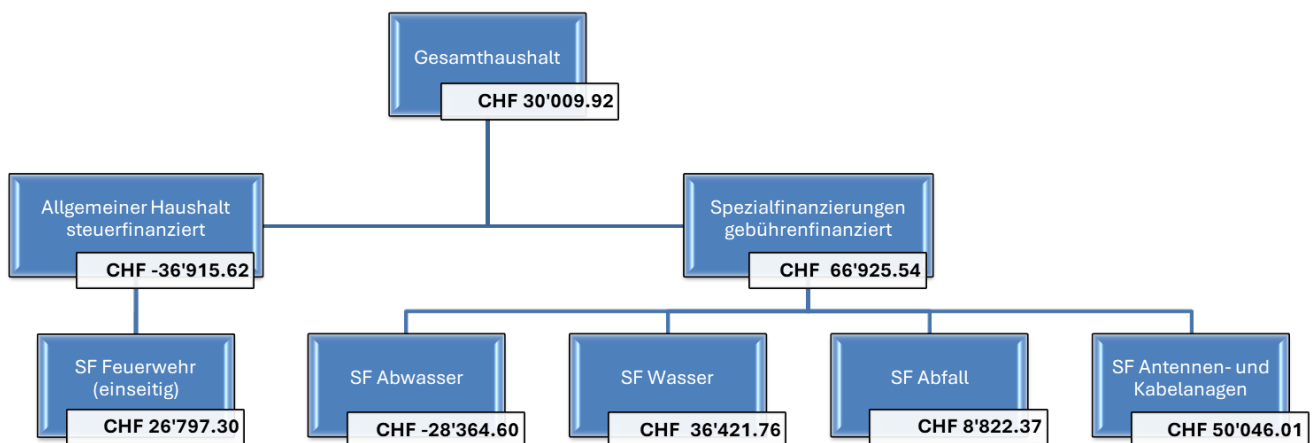 Gesamthaushalt
CHF 30'009.92
Allgemeiner Haushalt
steuerfinanziert
CHF -36'915.62
Spezialfinanzierungen
gebührenfinanziert
CHF 66'925.54
SF Feuerwehr
(einseitig)
CHF 26'797.30
SF Abwasser
CHF -28'364.60
SF Wasser
CHF 36'421.76
SF Abfall
CHF 8'822.37
SF Antennen- und
Kabelanagen
CHF 50'046.01